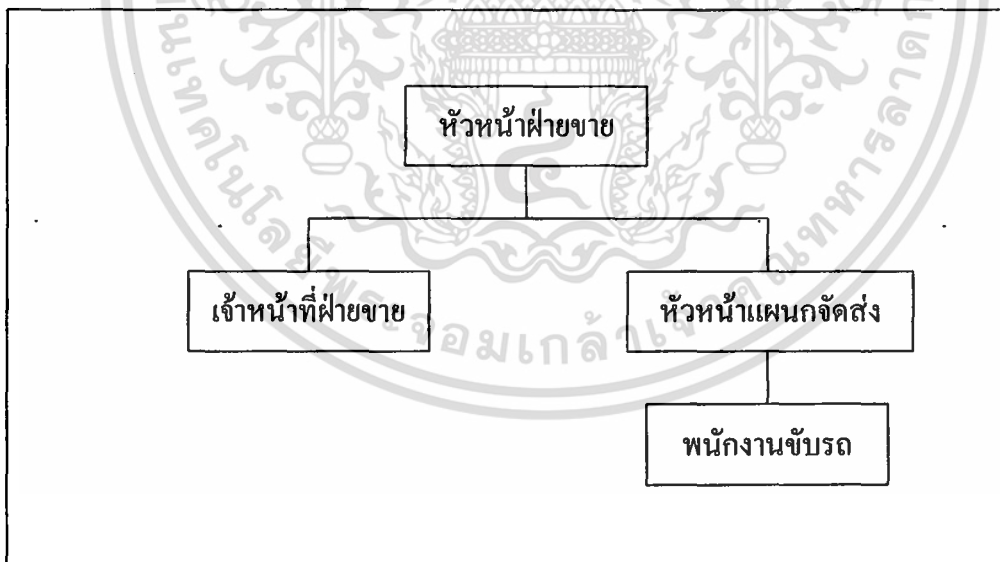 หัวหน้าฝ่ายขาย
เจ้าหน้าที่ฝ่ายขาย
หัวหน้าแผนกจัดส่ง
พนักงานขับรถ